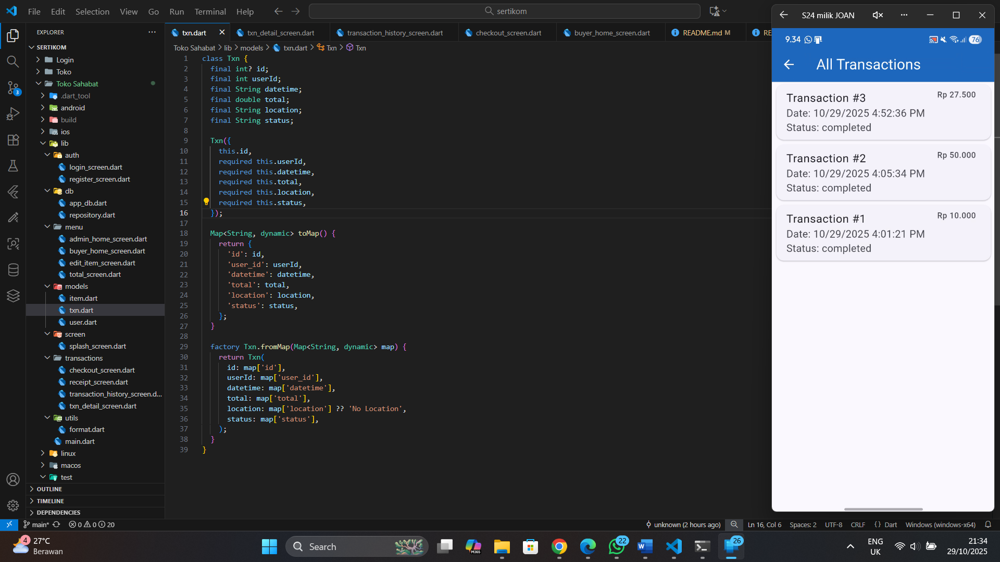 File Edit Selection View Go Run Terminal Help
sertikom
EXPLORER
SERTIKOM
Login
Toko
Toko Sahabat
.dart_tool
android
build
ios
lib
auth
login_screen.dart
register_screen.dart
db
app_db.dart
repository.dart
menu
admin_home_screen.dart
buyer_home_screen.dart
edit_item_screen.dart
total_screen.dart
models
item.dart
txn.dart
user.dart
screen
splash_screen.dart
transactions
checkout_screen.dart
receipt_screen.dart
transaction_history_screen.d...
txn_detail_screen.dart
utils
format.dart
main.dart
linux
macos
test
OUTLINE
TIMELINE
DEPENDENCIES
3
txn.dart txn_detail_screen.dart transaction_history_screen.dart checkout_screen.dart buyer_home_screen.dart README.md M RE
Toko Sahabat > lib > models > txn.dart > Txn > Txn
1 class Txn {
2 final int? id;
3 final int userId;
4 final String datetime;
5 final double total;
6 final String location;
7 final String status;
8
9 Txn({
10 this.id,
11 required this.userId,
12 required this.datetime,
13 required this.total,
14 required this.location,
15 required this.status,
16 });
17
18 Map<String, dynamic> toMap() {
19 return {
20 'id': id,
21 'user_id': userId,
22 'datetime': datetime,
23 'total': total,
24 'location': location,
25 'status': status,
26 };
27 }
28
29 factory Txn.fromMap(Map<String, dynamic> map) {
30 return Txn(
31 id: map['id'],
32 userId: map['user_id'],
33 datetime: map['datetime'],
34 total: map['total'],
35 location: map['location'] ?? 'No Location',
36 status: map['status'],
37 );
38 }
39 }
S24 milik JOAN
9.34 76
All Transactions
Transaction #3 Rp 27.500
Date: 10/29/2025 4:52:36 PM
Status: completed
Transaction #2 Rp 50.000
Date: 10/29/2025 4:05:34 PM
Status: completed
Transaction #1 Rp 10.000
Date: 10/29/2025 4:01:21 PM
Status: completed
main* 0 0 20 unknown (2 hours ago) Ln 16, Col 6 Spaces: 2 UTF-8 CRLF {} Dart Windows (windows-x64)
4 27°C
Berawan
Search
M365
22
26
ENG
UK
21:34
29/10/2025